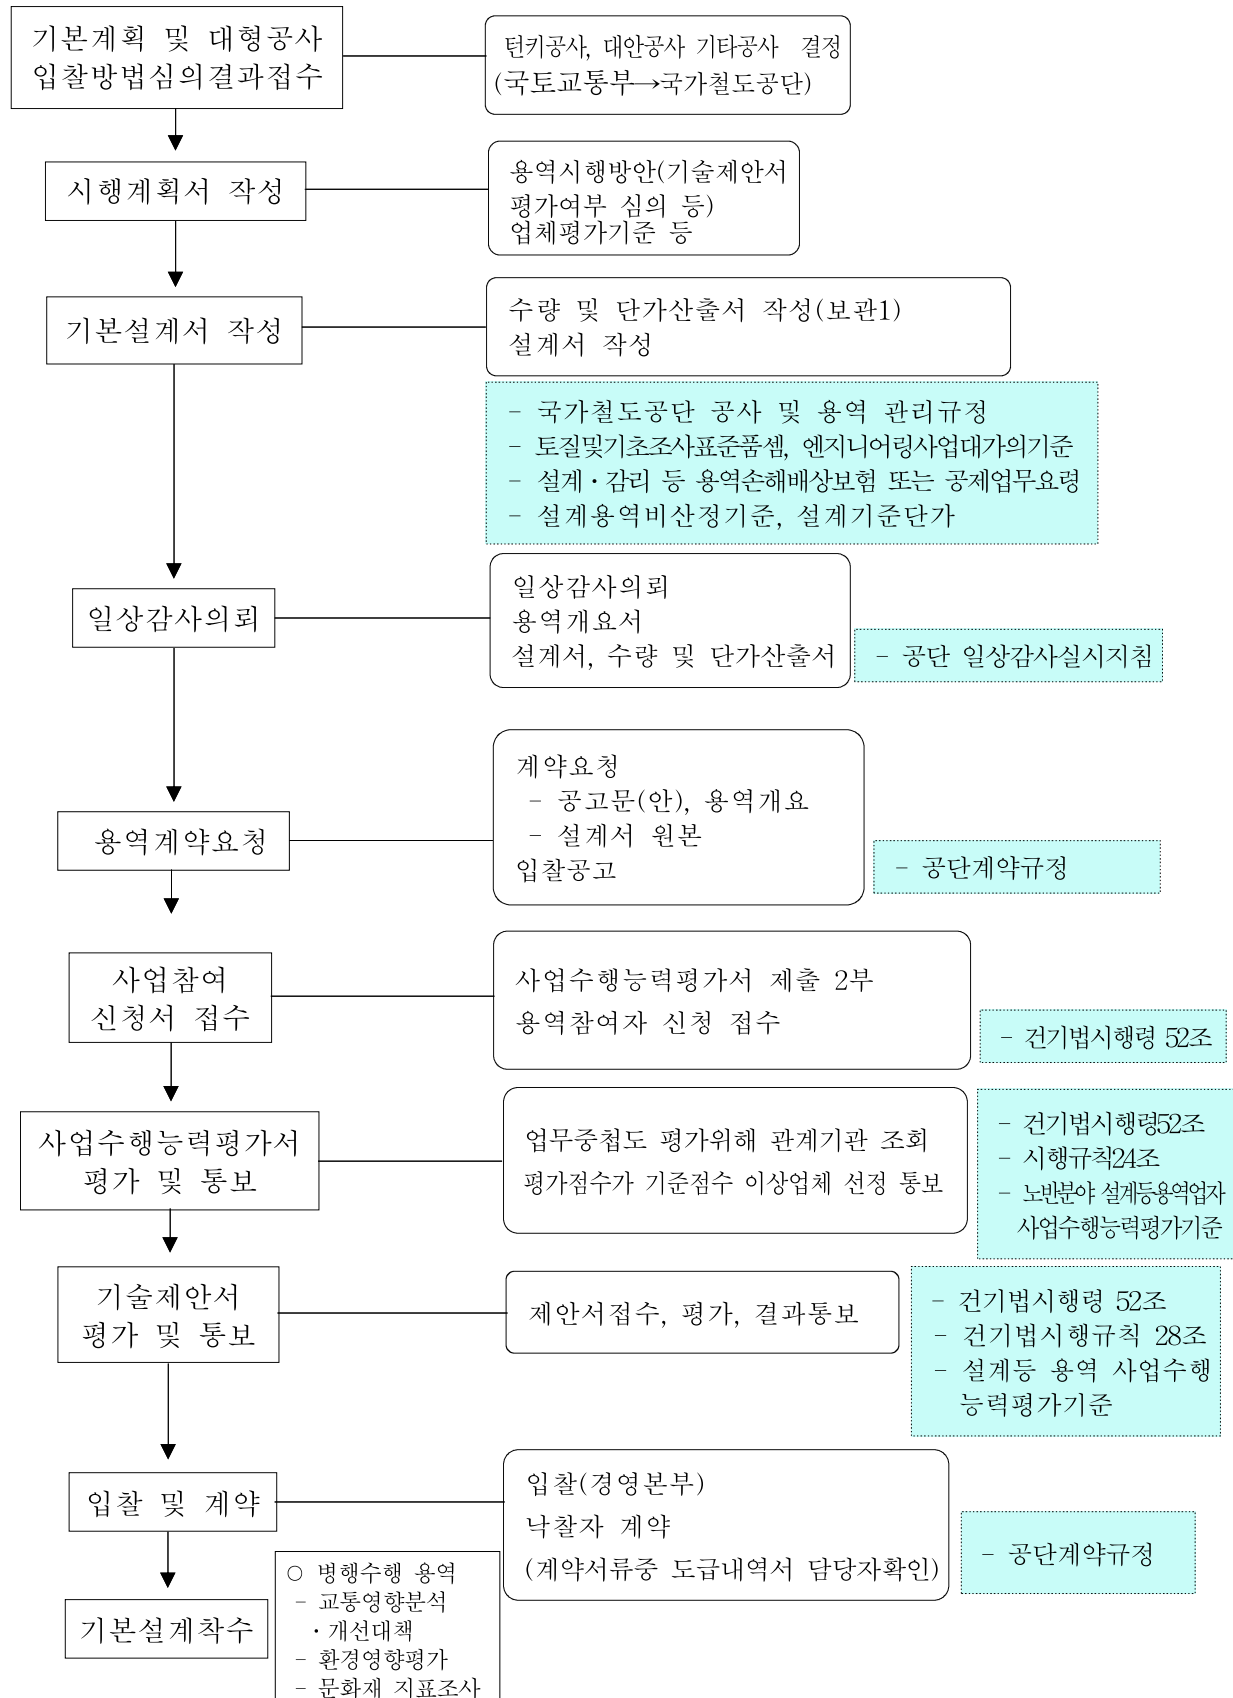 기본계획 및 대형공사
입찰방법심의결과접수
턴키공사, 대안공사 기타공사 결정
(국토교통부→국가철도공단)
시행계획서 작성
용역시행방안(기술제안서
평가여부 심의 등)
업체평가기준 등
기본설계서 작성
수량 및 단가산출서 작성(보관1)
설계서 작성
- 국가철도공단 공사 및 용역 관리규정
- 토질및기초조사표준품셈, 엔지니어링사업대가의기준
- 설계・감리 등 용역손해배상보험 또는 공제업무요령
- 설계용역비산정기준, 설계기준단가
일상감사의뢰
일상감사의뢰
용역개요서
설계서, 수량 및 단가산출서
- 공단 일상감사실시지침
용역계약요청
계약요청
- 공고문(안), 용역개요
- 설계서 원본
입찰공고
- 공단계약규정
사업참여
신청서 접수
사업수행능력평가서 제출 2부
용역참여자 신청 접수
- 건기법시행령 52조
사업수행능력평가서
평가 및 통보
업무중첩도 평가위해 관계기관 조회
평가점수가 기준점수 이상업체 선정 통보
- 건기법시행령52조
- 시행규칙24조
- 노반분야 설계등용역업자
사업수행능력평가기준
기술제안서
평가 및 통보
제안서접수, 평가, 결과통보
- 건기법시행령 52조
- 건기법시행규칙 28조
- 설계등 용역 사업수행
능력평가기준
입찰 및 계약
입찰(경영본부)
낙찰자 계약
(계약서류중 도급내역서 담당자확인)
- 공단계약규정
기본설계착수
○ 병행수행 용역
- 교통영향분석
・개선대책
- 환경영향평가
- 문화재 지표조사